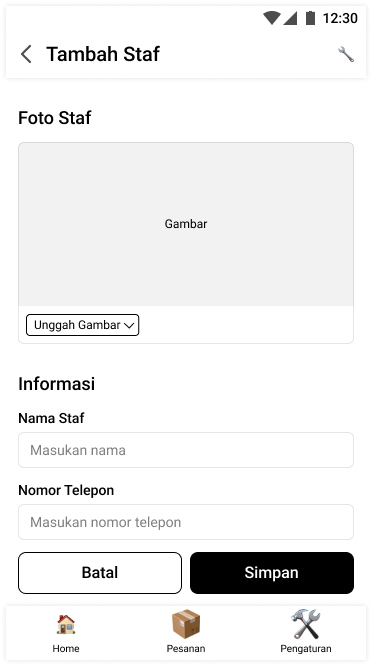 12:30
Tambah Staf
Foto Staf
Gambar
Unggah Gambar
Informasi
Nama Staf
Masukan nama
Nomor Telepon
Masukan nomor telepon
Batal Simpan
Home Pesanan Pengaturan